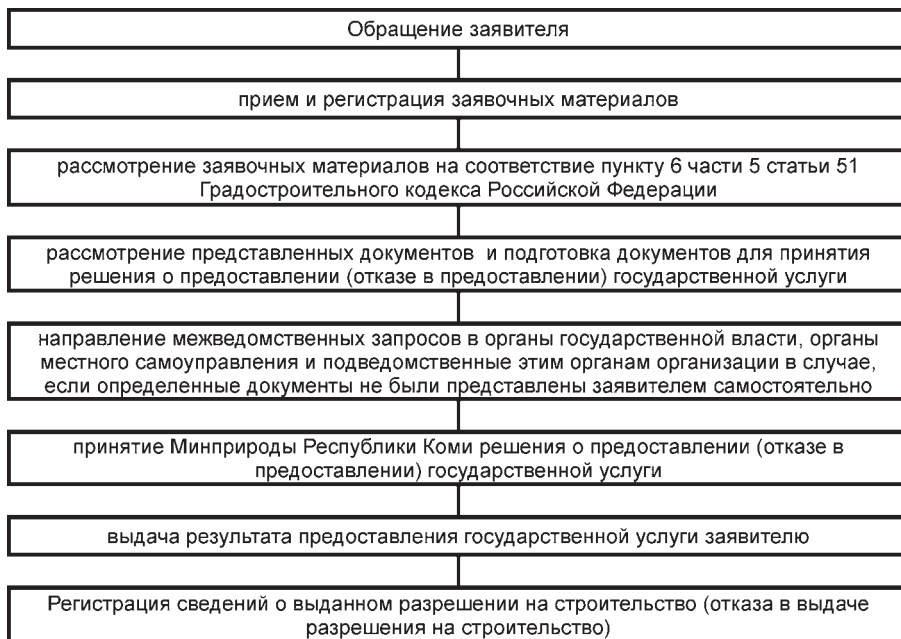 Обращение заявителя
прием и регистрация заявочных материалов
рассмотрение заявочных материалов на соответствие пункту 6 части 5 статьи 51
Градостроительного кодекса Российской Федерации
рассмотрение представленных документов и подготовка документов для принятия
решения о предоставлении (отказе в предоставлении) государственной услуги
направление межведомственных запросов в органы государственной власти, органы
местного самоуправления и подведомственные этим органам организации в случае,
если определенные документы не были представлены заявителем самостоятельно
принятие Минприроды Республики Коми решения о предоставлении (отказе в
предоставлении) государственной услуги
выдача результата предоставления государственной услуги заявителю
Регистрация сведений о выданном разрешении на строительство (отказа в выдаче
разрешения на строительство)